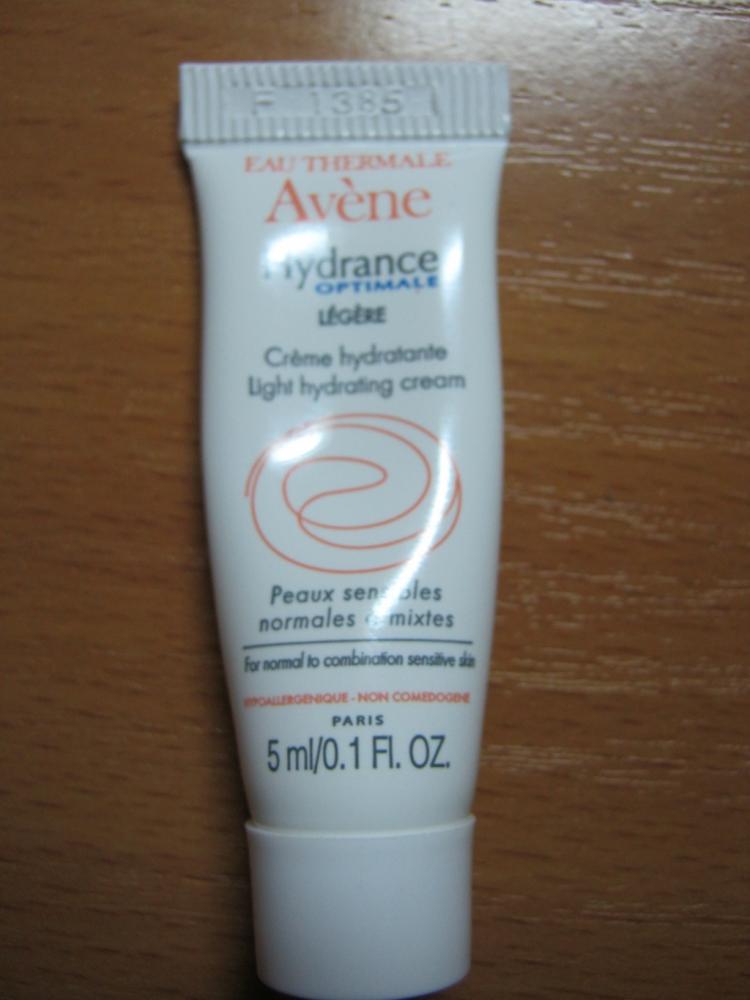 F 1385
EAU THERMALE
Avène
Hydrance
OPTIMALE
LÉGÈRE
Crème hydratante
Light hydrating cream
Peaux sensibles
normales à mixtes
For normal to combination sensitive skin
HYPOALLERGENIQUE - NON COMEDOGENE
PARIS
5 ml/0.1 Fl. OZ.